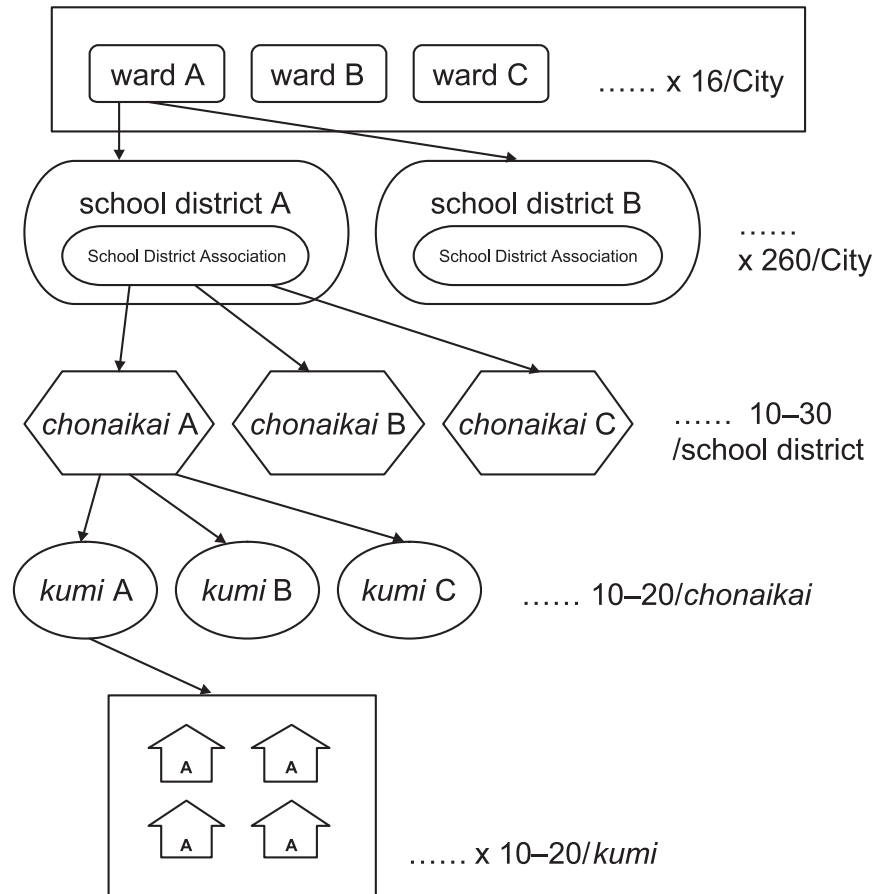 ward A ward B ward C ...... x 16/City
school district A school district B
School District Association School District Association
......
x 260/City
chonaikai A chonaikai B chonaikai C
...... 10–30
/school district
kumi A kumi B kumi C ...... 10–20/chonaikai
A A
A A
...... x 10–20/kumi